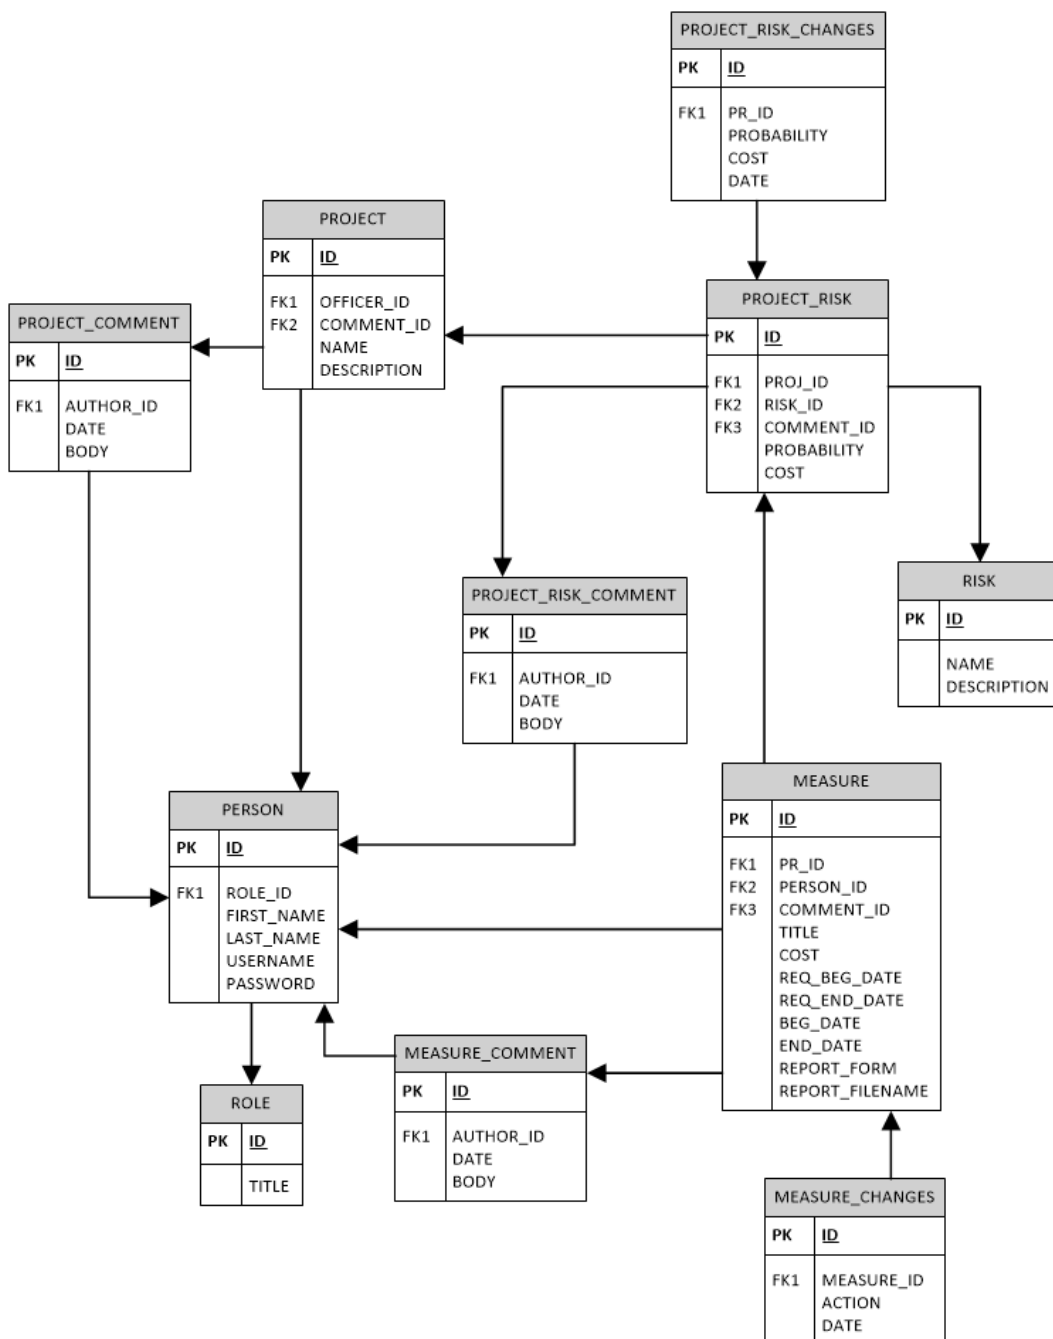 PROJECT_RISK_CHANGES
PK ID
FK1 PR_ID
PROBABILITY
COST
DATE
PROJECT
PK ID
FK1 OFFICER_ID
FK2 COMMENT_ID
NAME
DESCRIPTION
PROJECT_RISK
PK ID
FK1 PROJ_ID
FK2 RISK_ID
FK3 COMMENT_ID
PROBABILITY
COST
PROJECT_COMMENT
PK ID
FK1 AUTHOR_ID
DATE
BODY
PROJECT_RISK_COMMENT
PK ID
FK1 AUTHOR_ID
DATE
BODY
RISK
PK ID
NAME
DESCRIPTION
PERSON
PK ID
FK1 ROLE_ID
FIRST_NAME
LAST_NAME
USERNAME
PASSWORD
MEASURE
PK ID
FK1 PR_ID
FK2 PERSON_ID
FK3 COMMENT_ID
TITLE
COST
REQ_BEG_DATE
REQ_END_DATE
BEG_DATE
END_DATE
REPORT_FORM
REPORT_FILENAME
MEASURE_COMMENT
PK ID
FK1 AUTHOR_ID
DATE
BODY
ROLE
PK ID
TITLE
MEASURE_CHANGES
PK ID
FK1 MEASURE_ID
ACTION
DATE